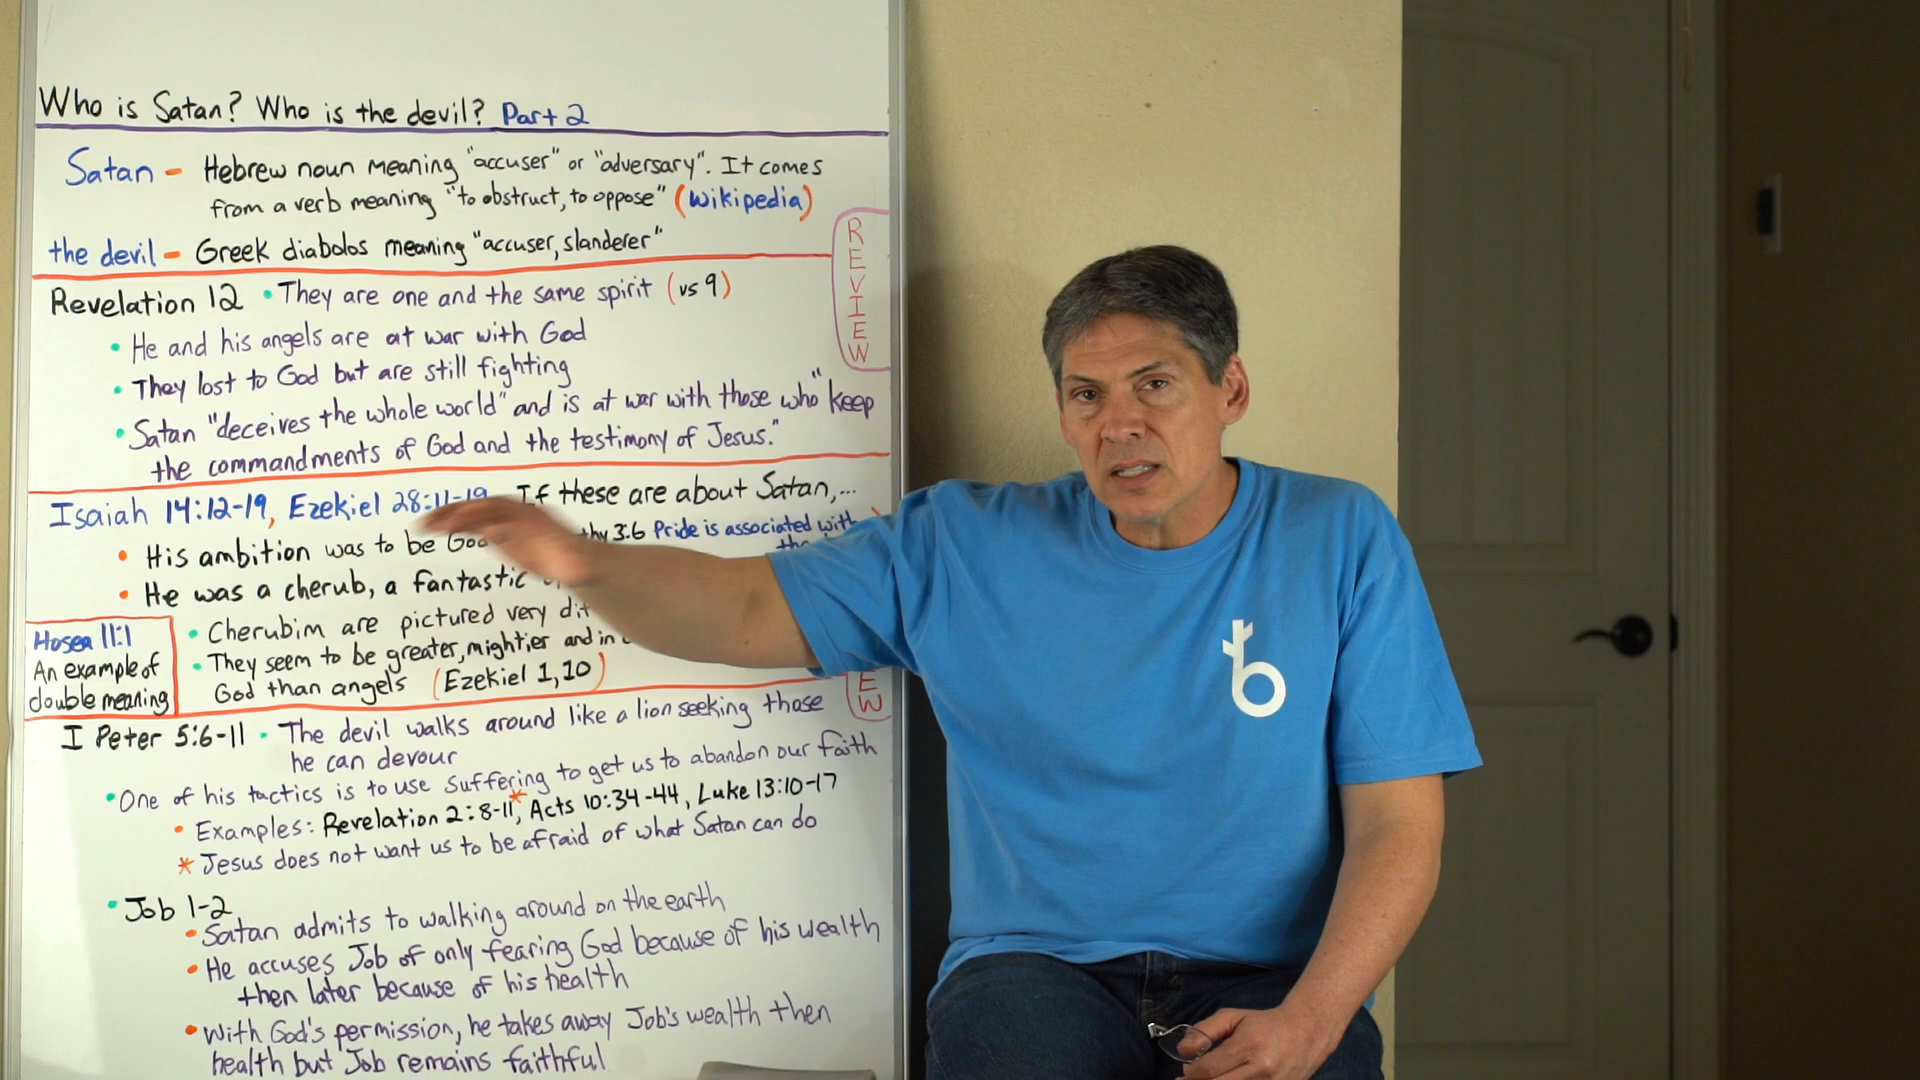 Who is Satan? Who is the devil? Part 2
Satan - Hebrew noun meaning "accuser" or "adversary". It comes
from a verb meaning "to obstruct, to oppose" (Wikipedia)
the devil - Greek diabolos meaning "accuser, slanderer"
REVIEW
Revelation 12 • They are one and the same spirit (vs 9)
• He and his angels are at war with God
• They lost to God but are still fighting
• Satan "deceives the whole world" and is at war with those who "keep
the commandments of God and the testimony of Jesus."
Isaiah 14:12-19, Ezekiel 28:11-19 If these are about Satan,...
• His ambition was to be God 3:6 Pride is associated with
• He was a cherub, a fantastic
Hosea 11:1
An example of
double meaning
• Cherubim are pictured very
• They seem to be greater, mightier and in
God than angels (Ezekiel 1,10)
EW
I Peter 5:6-11 • The devil walks around like a lion seeking those
he can devour
• One of his tactics is to use suffering to get us to abandon our faith
• Examples: Revelation 2:8-11*, Acts 10:34-44, Luke 13:10-17
* Jesus does not want us to be afraid of what Satan can do
• Job 1-2
• Satan admits to walking around on the earth
• He accuses Job of only fearing God because of his wealth
then later because of his health
• With God's permission, he takes away Job's wealth then
health but Job remains faithful